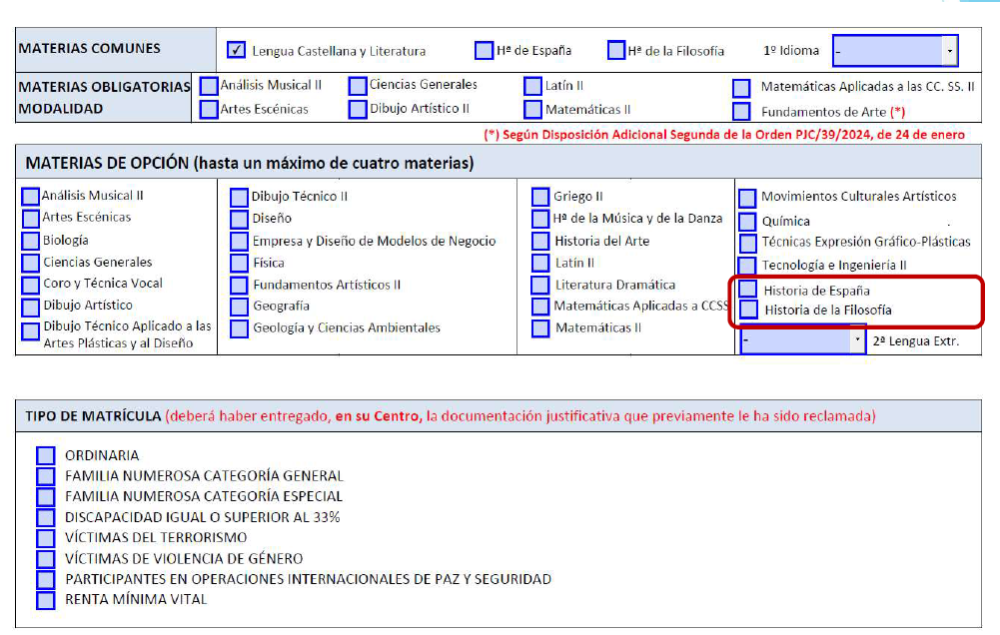 MATERIAS COMUNES
Lengua Castellana y Literatura
Hª de España
Hª de la Filosofía
1º Idioma
-
MATERIAS OBLIGATORIAS MODALIDAD
Análisis Musical II
Ciencias Generales
Latín II
Matemáticas Aplicadas a las CC. SS. II
Artes Escénicas
Dibujo Artístico II
Matemáticas II
Fundamentos de Arte (*)
(*) Según Disposición Adicional Segunda de la Orden PJC/39/2024, de 24 de enero
MATERIAS DE OPCIÓN (hasta un máximo de cuatro materias)
Análisis Musical II
Artes Escénicas
Biología
Ciencias Generales
Coro y Técnica Vocal
Dibujo Artístico
Dibujo Técnico Aplicado a las
Artes Plásticas y al Diseño
Dibujo Técnico II
Diseño
Empresa y Diseño de Modelos de Negocio
Física
Fundamentos Artísticos II
Geografía
Geología y Ciencias Ambientales
Griego II
Hª de la Música y de la Danza
Historia del Arte
Latín II
Literatura Dramática
Matemáticas Aplicadas a CCSS
Matemáticas II
Movimientos Culturales Artísticos
Química
Técnicas Expresión Gráfico-Plásticas
Tecnología e Ingeniería II
Historia de España
Historia de la Filosofía
-
2ª Lengua Extr.
TIPO DE MATRÍCULA (deberá haber entregado, en su Centro, la documentación justificativa que previamente le ha sido reclamada)
ORDINARIA
FAMILIA NUMEROSA CATEGORÍA GENERAL
FAMILIA NUMEROSA CATEGORÍA ESPECIAL
DISCAPACIDAD IGUAL O SUPERIOR AL 33%
VÍCTIMAS DEL TERRORISMO
VÍCTIMAS DE VIOLENCIA DE GÉNERO
PARTICIPANTES EN OPERACIONES INTERNACIONALES DE PAZ Y SEGURIDAD
RENTA MÍNIMA VITAL